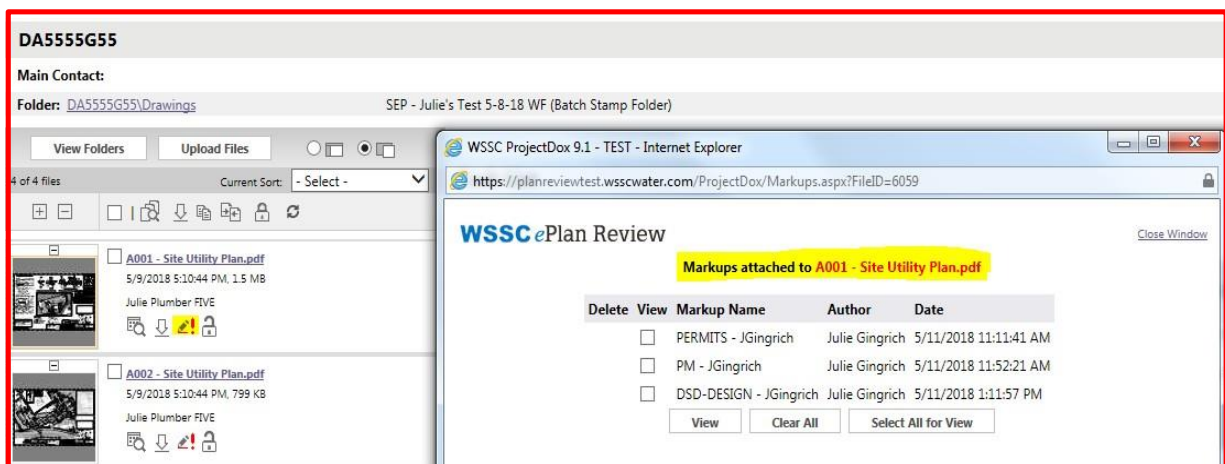 DA5555G55
Main Contact:
Folder: DA5555G55\Drawings SEP - Julie's Test 5-8-18 WF (Batch Stamp Folder)
View Folders Upload Files
4 of 4 files Current Sort: - Select -
A001 - Site Utility Plan.pdf
5/9/2018 5:10:44 PM, 1.5 MB
Julie Plumber FIVE
A002 - Site Utility Plan.pdf
5/9/2018 5:10:44 PM, 799 KB
Julie Plumber FIVE
WSSC ProjectDox 9.1 - TEST - Internet Explorer
https://planreviewtest.wsscwater.com/ProjectDox/Markups.aspx?FileID=6059
WSSC ePlan Review
Close Window
Markups attached to A001 - Site Utility Plan.pdf
Delete View Markup Name Author Date
PERMITS - JGingrich Julie Gingrich 5/11/2018 11:11:41 AM
PM - JGingrich Julie Gingrich 5/11/2018 11:52:21 AM
DSD-DESIGN - JGingrich Julie Gingrich 5/11/2018 1:11:57 PM
View Clear All Select All for View